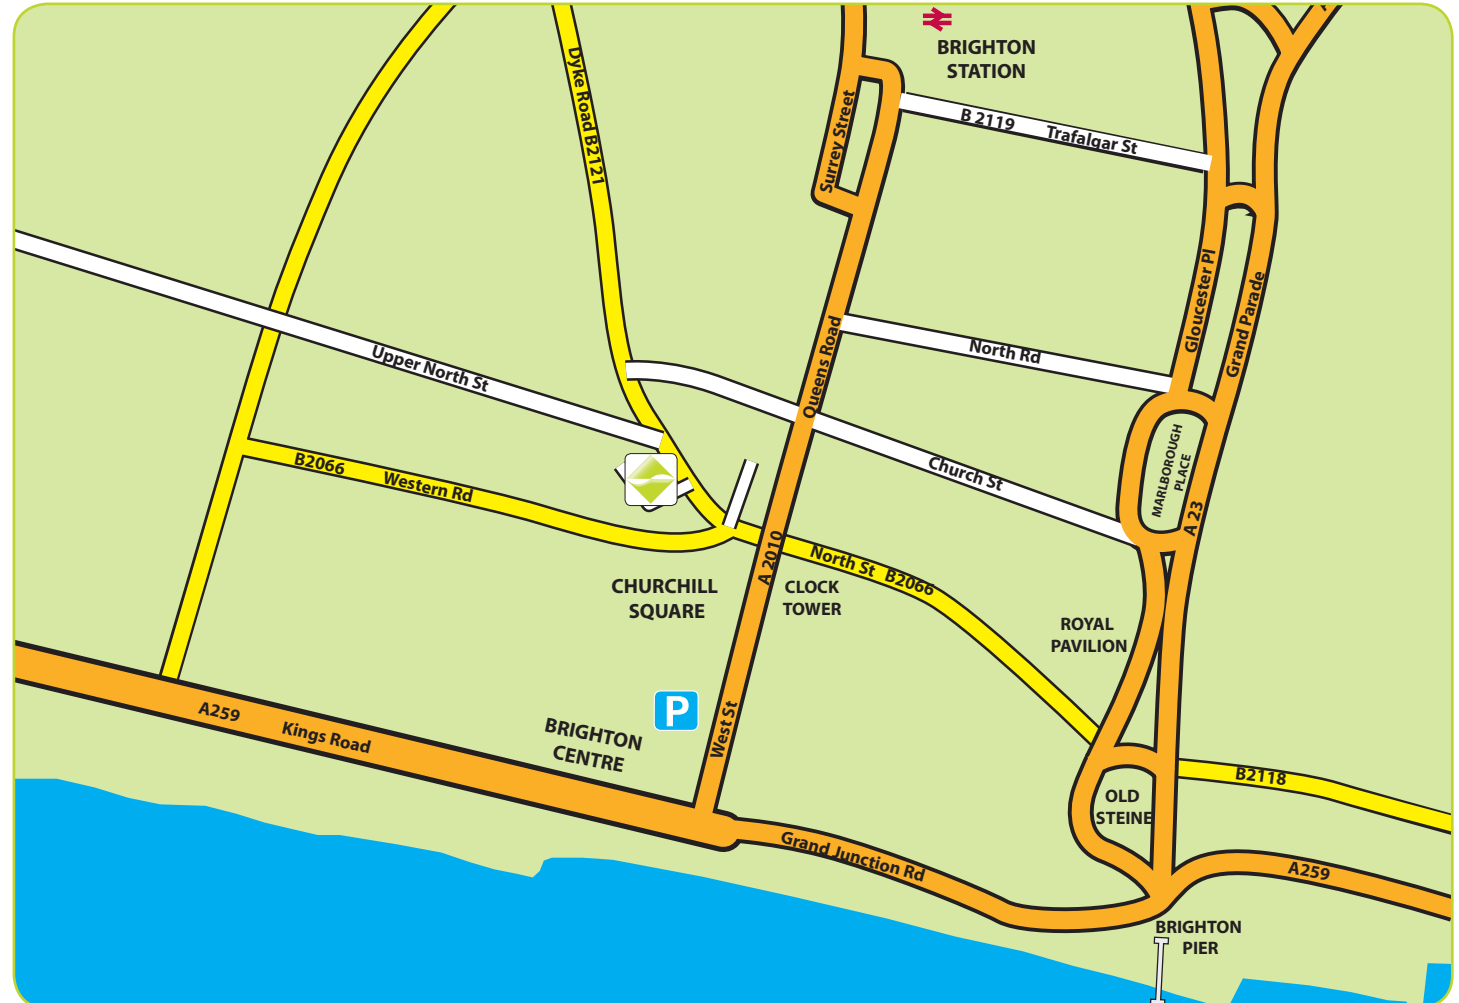 BRIGHTON
STATION
Dyke Road B2121
Surrey Street
B 2119 Trafalgar St
Gloucester Pl
Grand Parade
Queens Road
North Rd
Upper North St
Church St
MARLBOROUGH
PLACE
A 23
B2066 Western Rd
A 2010
North St B2066
CHURCHILL
SQUARE
CLOCK
TOWER
ROYAL
PAVILION
P
West St
A259 Kings Road
BRIGHTON
CENTRE
B2118
OLD
STEINE
Grand Junction Rd
A259
BRIGHTON
PIER